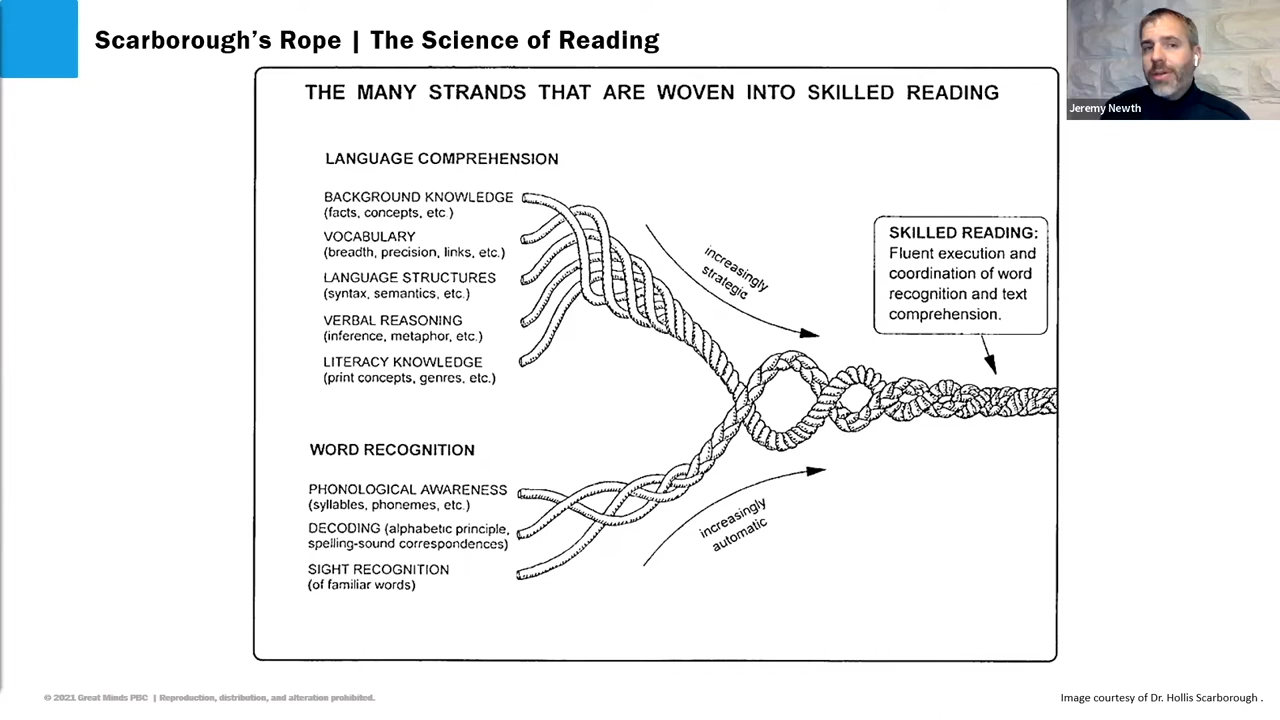 Scarborough's Rope | The Science of Reading
Jeremy Newth
THE MANY STRANDS THAT ARE WOVEN INTO SKILLED READING
LANGUAGE COMPREHENSION
BACKGROUND KNOWLEDGE
(facts, concepts, etc.)
VOCABULARY
(breadth, precision, links, etc.)
LANGUAGE STRUCTURES
(syntax, semantics, etc.)
VERBAL REASONING
(inference, metaphor, etc.)
LITERACY KNOWLEDGE
(print concepts, genres, etc.)
increasingly
strategic
SKILLED READING:
Fluent execution and
coordination of word
recognition and text
comprehension.
WORD RECOGNITION
PHONOLOGICAL AWARENESS
(syllables, phonemes, etc.)
DECODING (alphabetic principle,
spelling-sound correspondences)
SIGHT RECOGNITION
(of familiar words)
increasingly
automatic
© 2021 Great Minds PBC | Reproduction, distribution, and alteration prohibited.
Image courtesy of Dr. Hollis Scarborough .